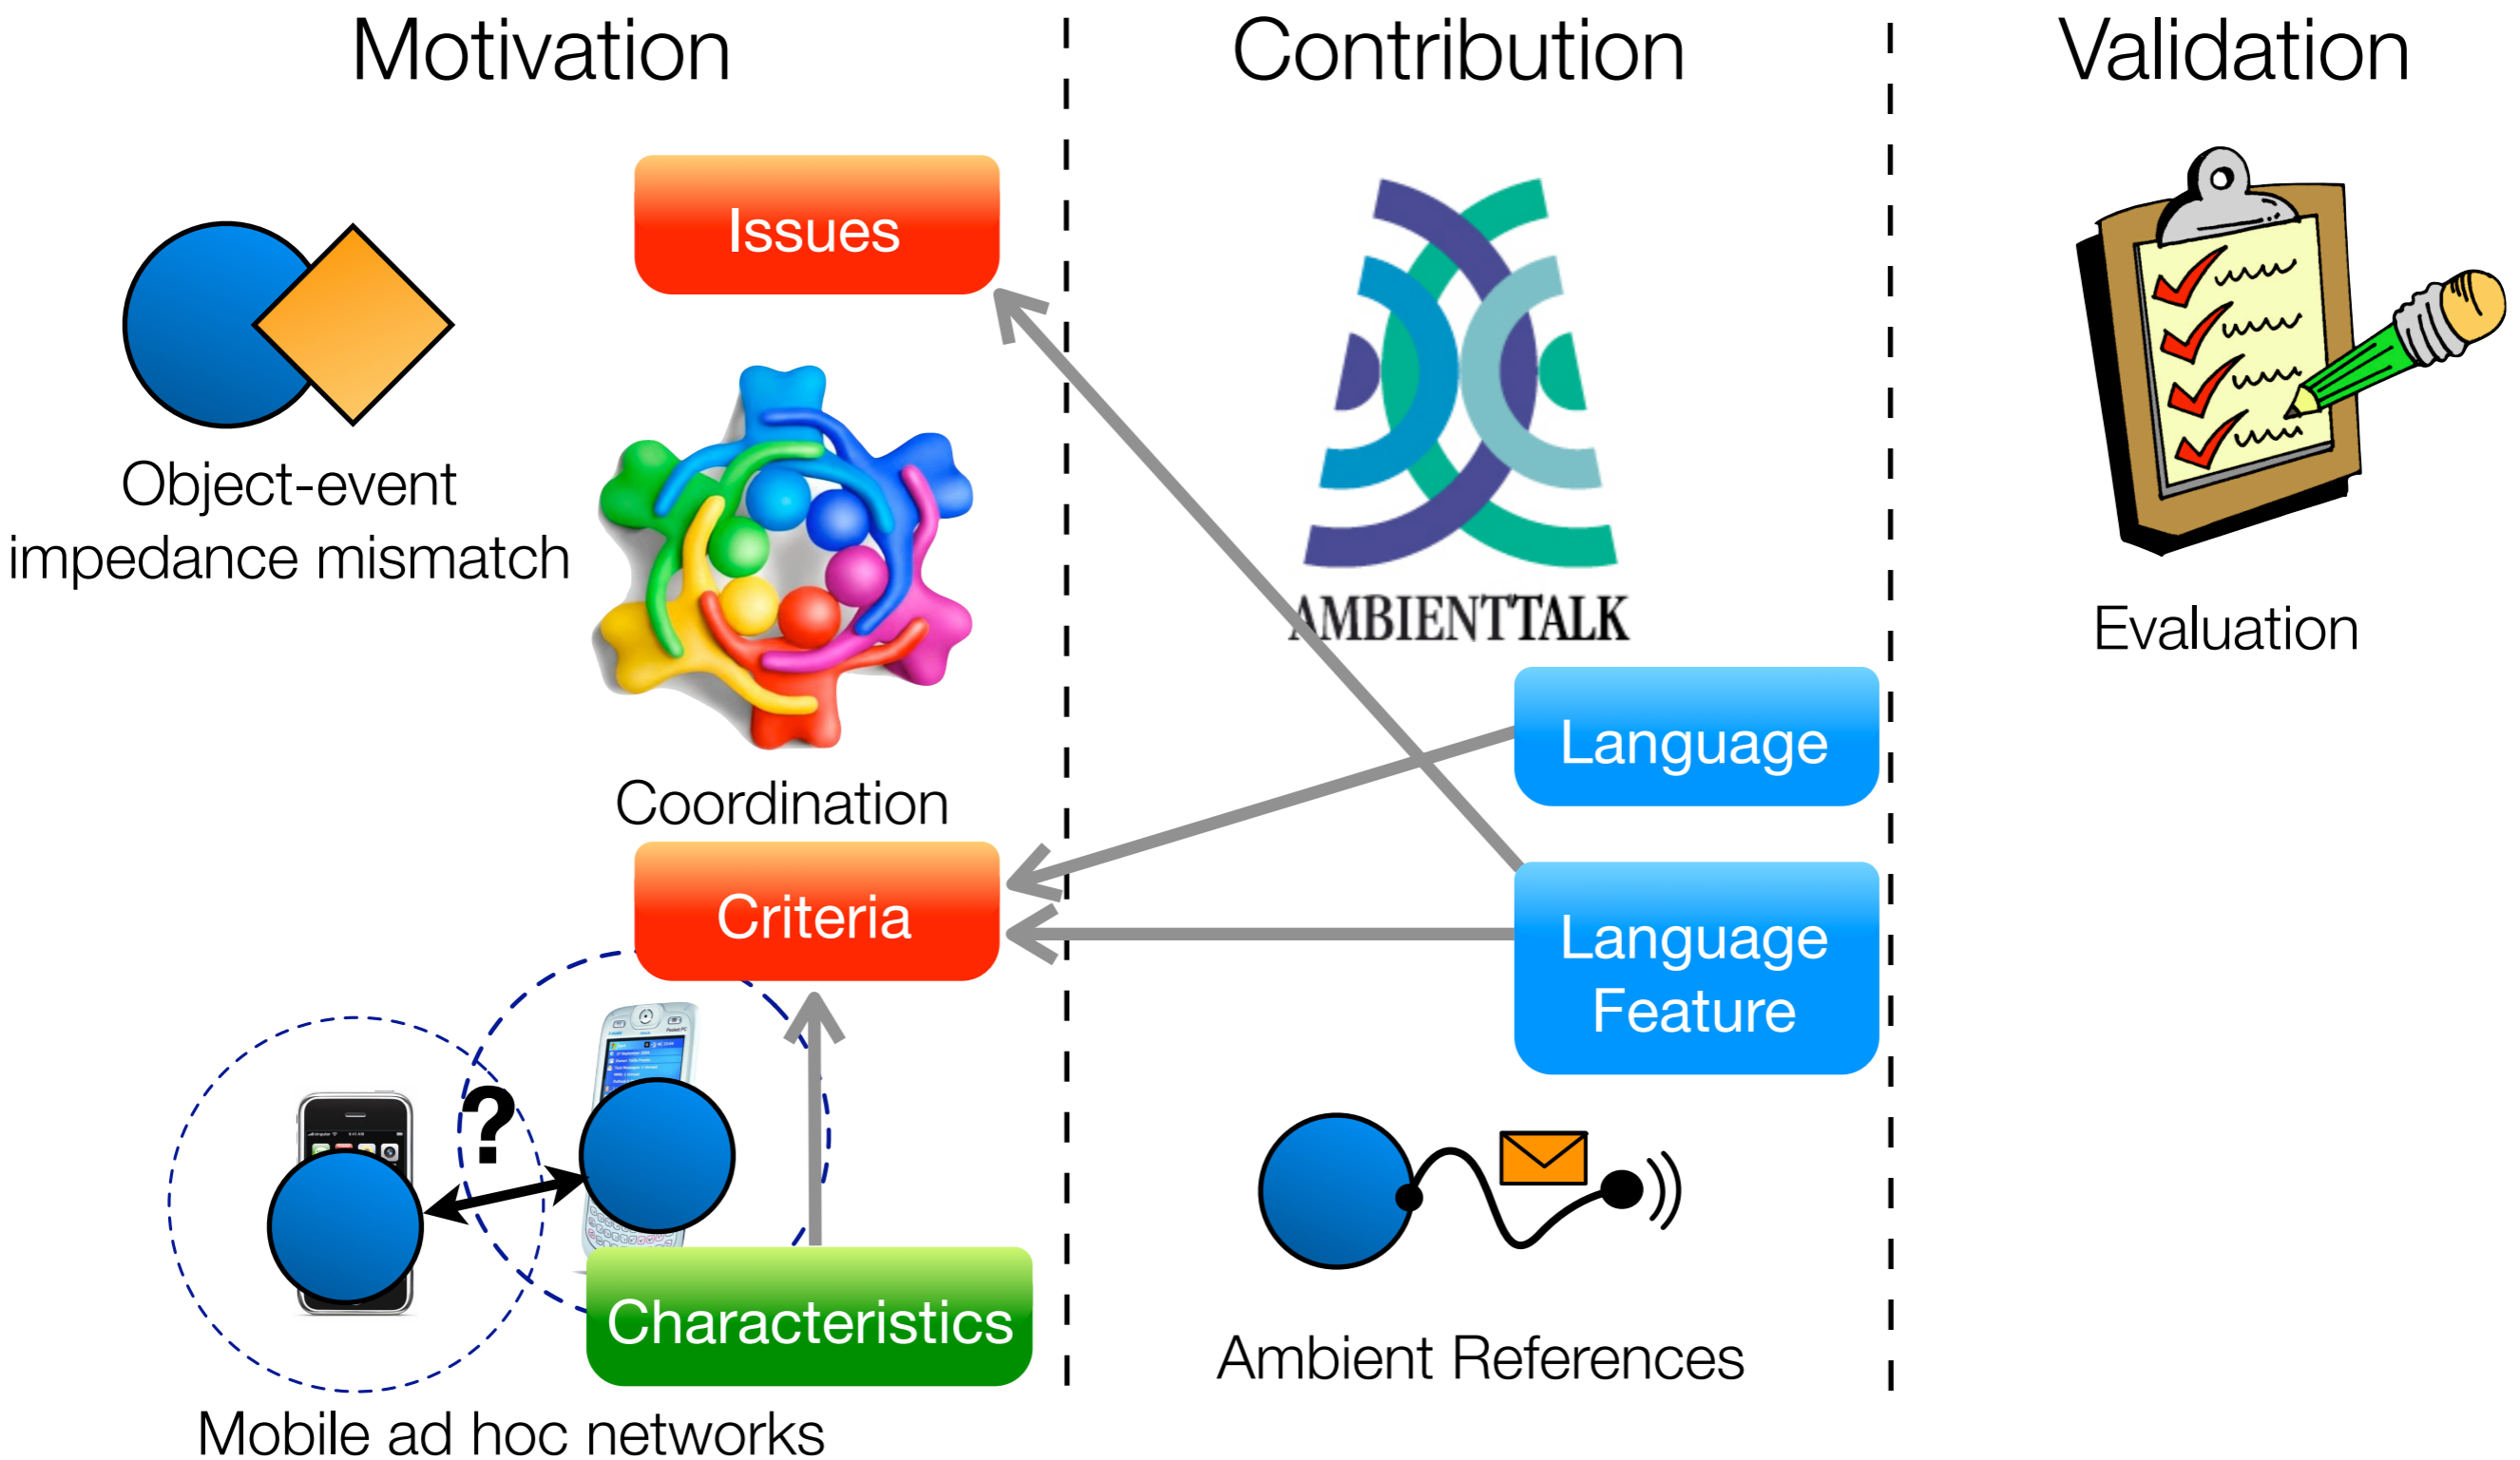 Motivation
Contribution
Validation
Issues
Object-event
impedance mismatch
AMBIENTTALK
Evaluation
Language
Coordination
Criteria
Language
Feature
?
Characteristics
Ambient References
Mobile ad hoc networks